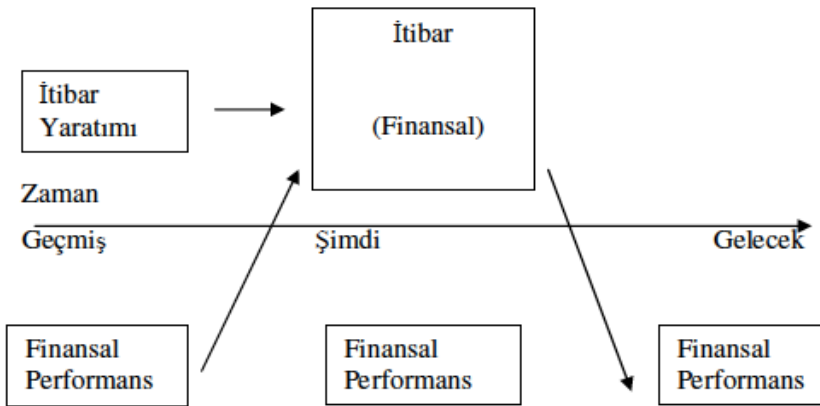 İtibar
(Finansal)
İtibar
Yaratımı
Zaman
Geçmiş Şimdi Gelecek
Finansal
Performans
Finansal
Performans
Finansal
Performans